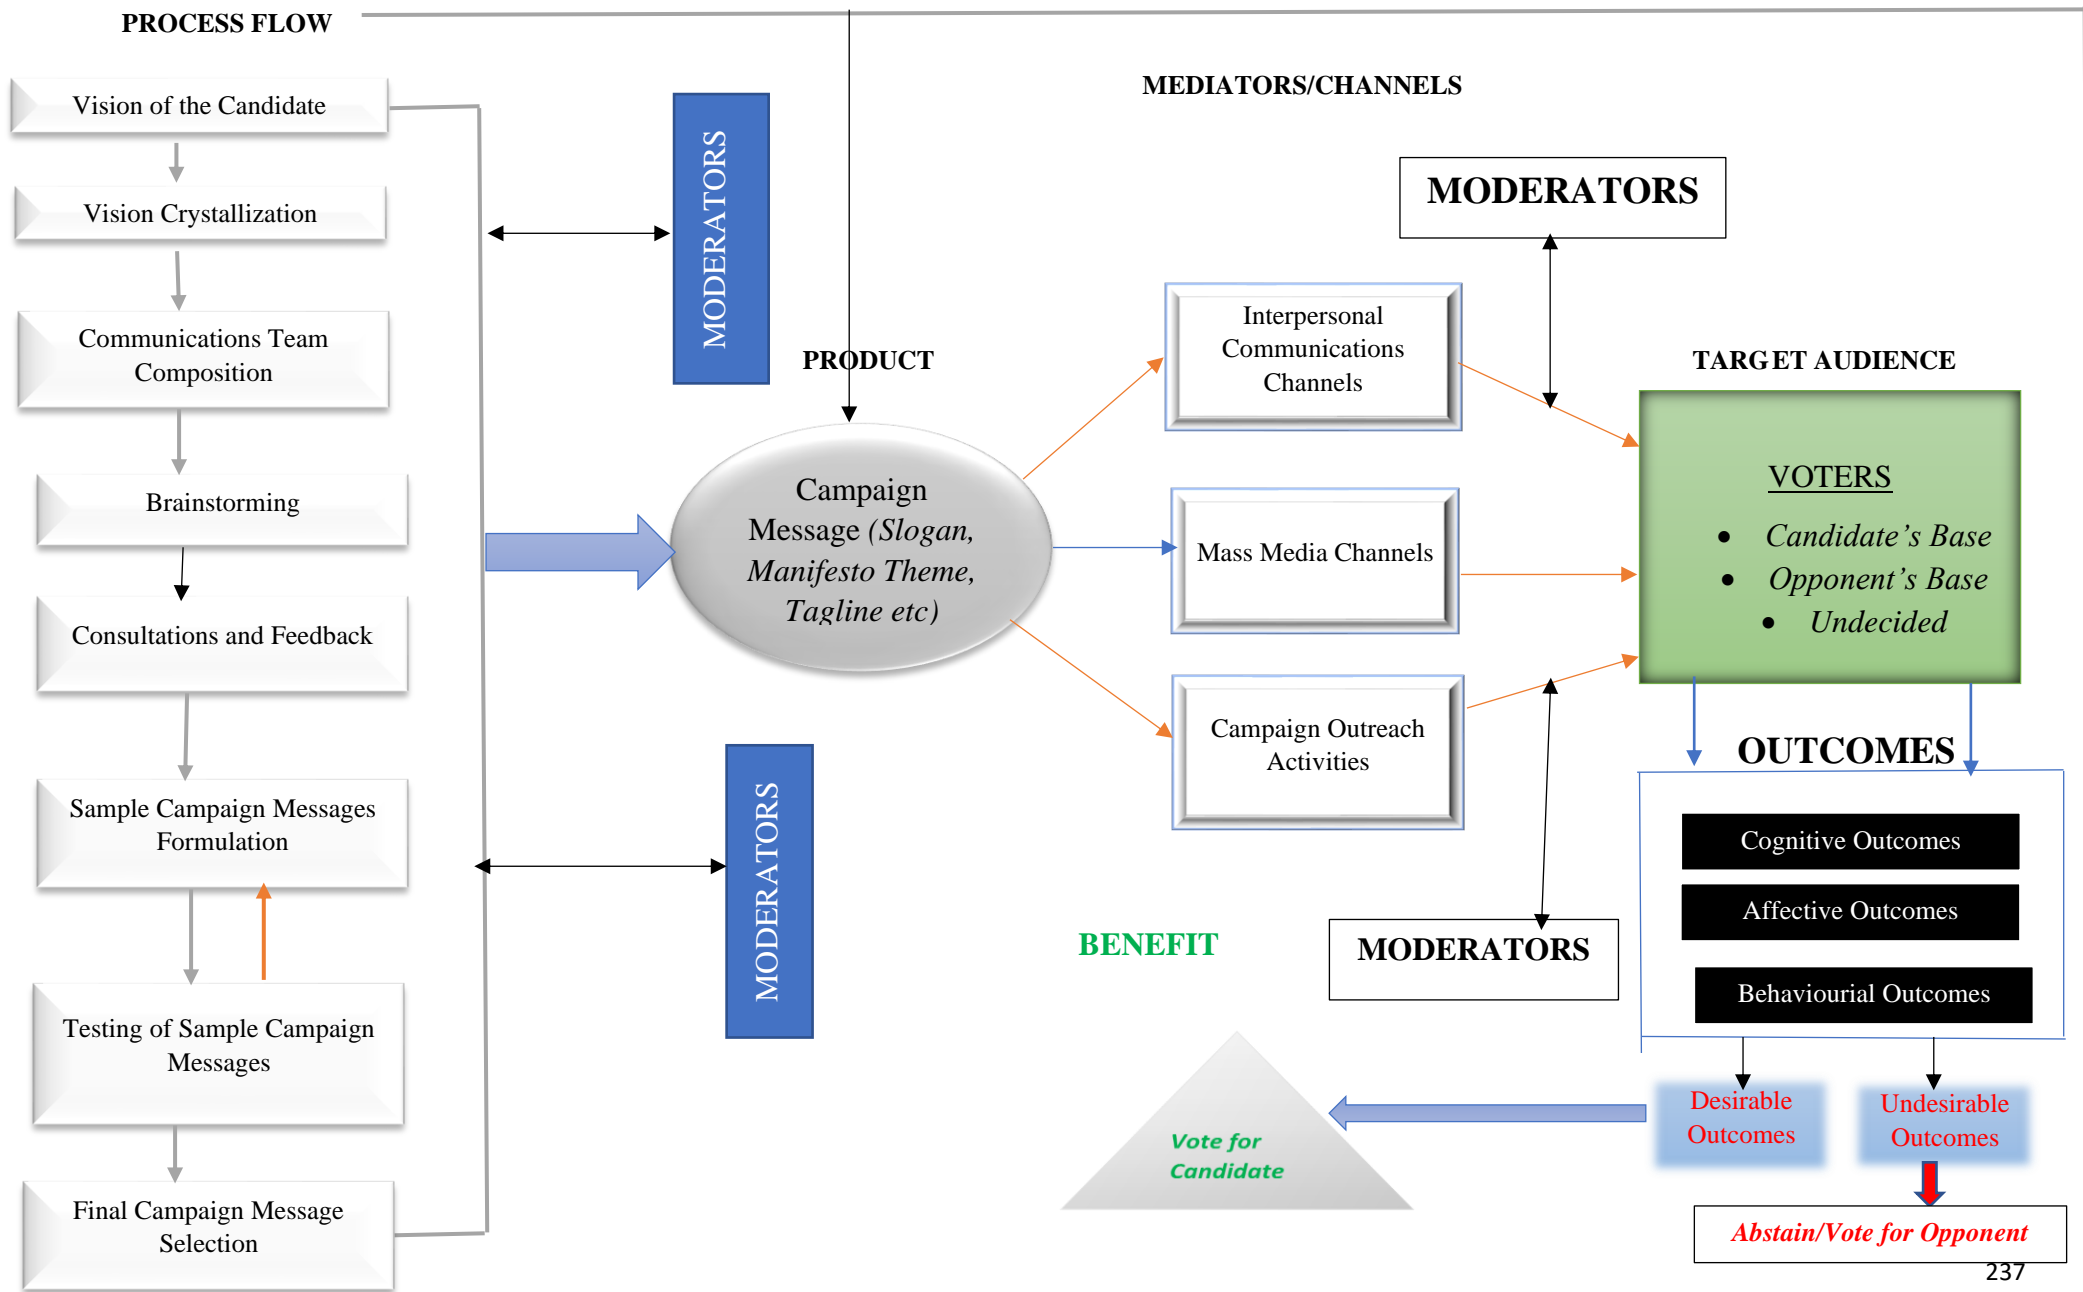 PROCESS FLOW
Vision of the Candidate
Vision Crystallization
Communications Team
Composition
Brainstorming
Consultations and Feedback
Sample Campaign Messages
Formulation
Testing of Sample Campaign
Messages
Final Campaign Message
Selection
MODERATORS
MODERATORS
PRODUCT
Campaign
Message (Slogan,
Manifesto Theme,
Tagline etc)
MEDIATORS/CHANNELS
MODERATORS
Interpersonal
Communications
Channels
Mass Media Channels
Campaign Outreach
Activities
MODERATORS
TARGET AUDIENCE
VOTERS
• Candidate’s Base
• Opponent’s Base
• Undecided
OUTCOMES
Cognitive Outcomes
Affective Outcomes
Behaviourial Outcomes
Desirable
Outcomes
Undesirable
Outcomes
BENEFIT
Vote for
Candidate
Abstain/Vote for Opponent
237